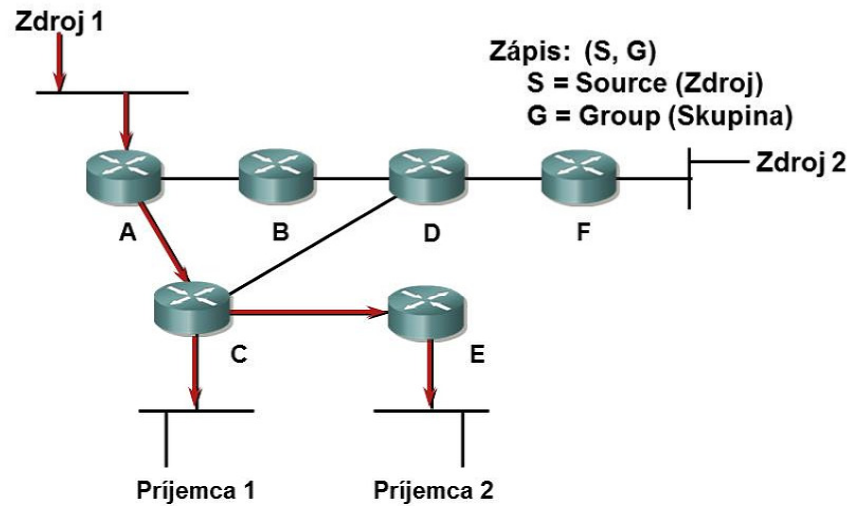 Zdroj 1
Zápis: (S, G)
S = Source (Zdroj)
G = Group (Skupina)
Zdroj 2
A
B
D
F
C
E
Príjemca 1
Príjemca 2